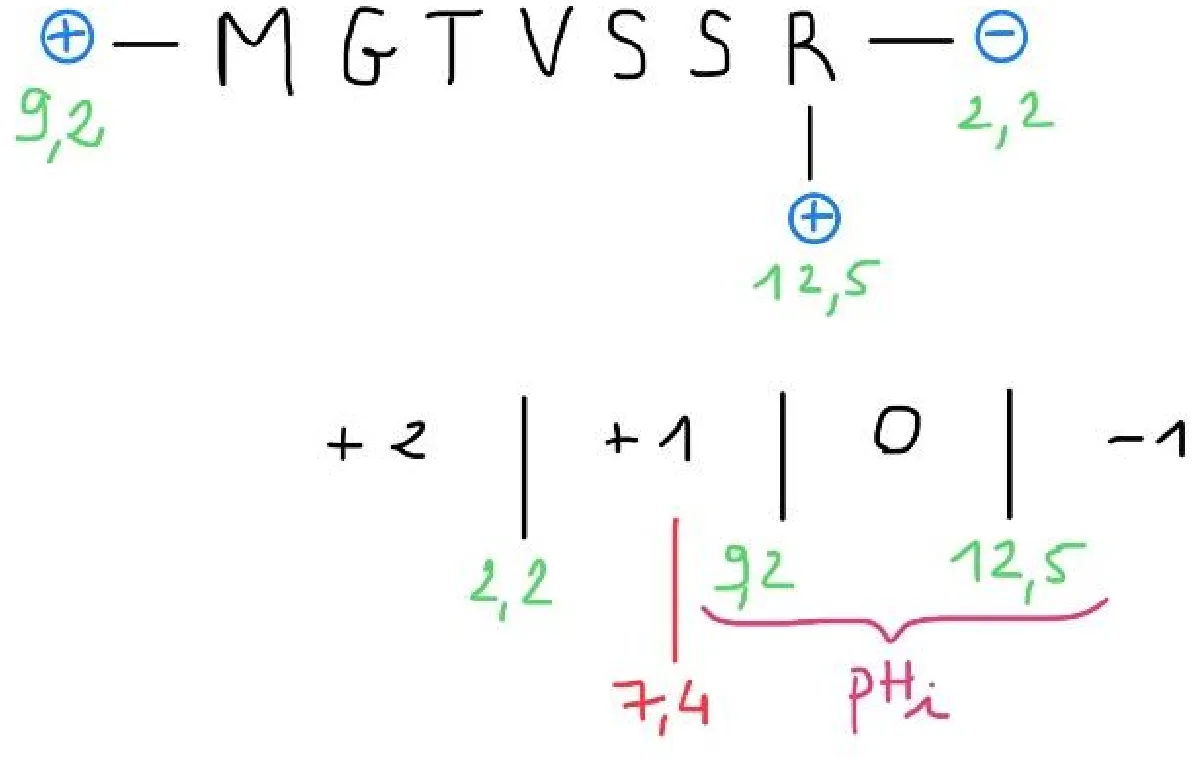 + — M G T V S S R — −
9,2 2,2
+
12,5
+2 | +1 | 0 | -1
2,2 9,2 12,5
7,4 pHi